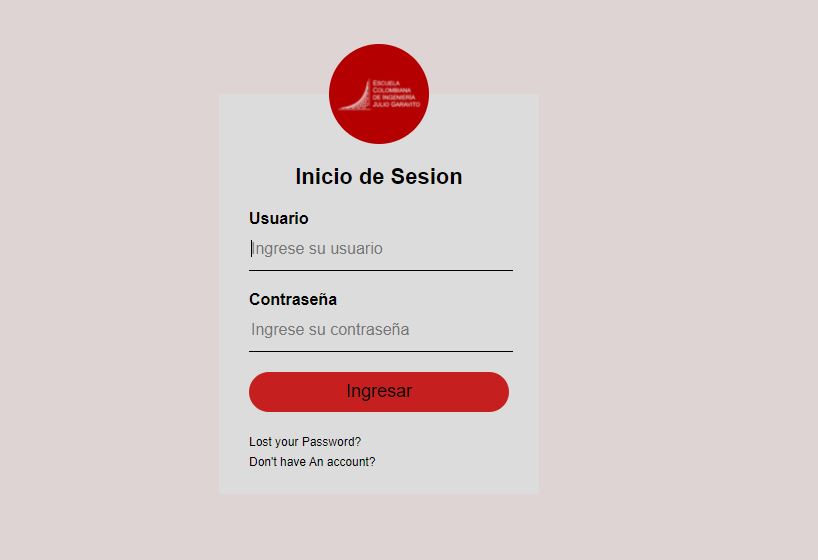 ESCUELA
COLOMBIANA
DE INGENIERÍA
JULIO GARAVITO
Inicio de Sesion
Usuario
Ingrese su usuario
Contraseña
Ingrese su contraseña
Ingresar
Lost your Password?
Don't have An account?